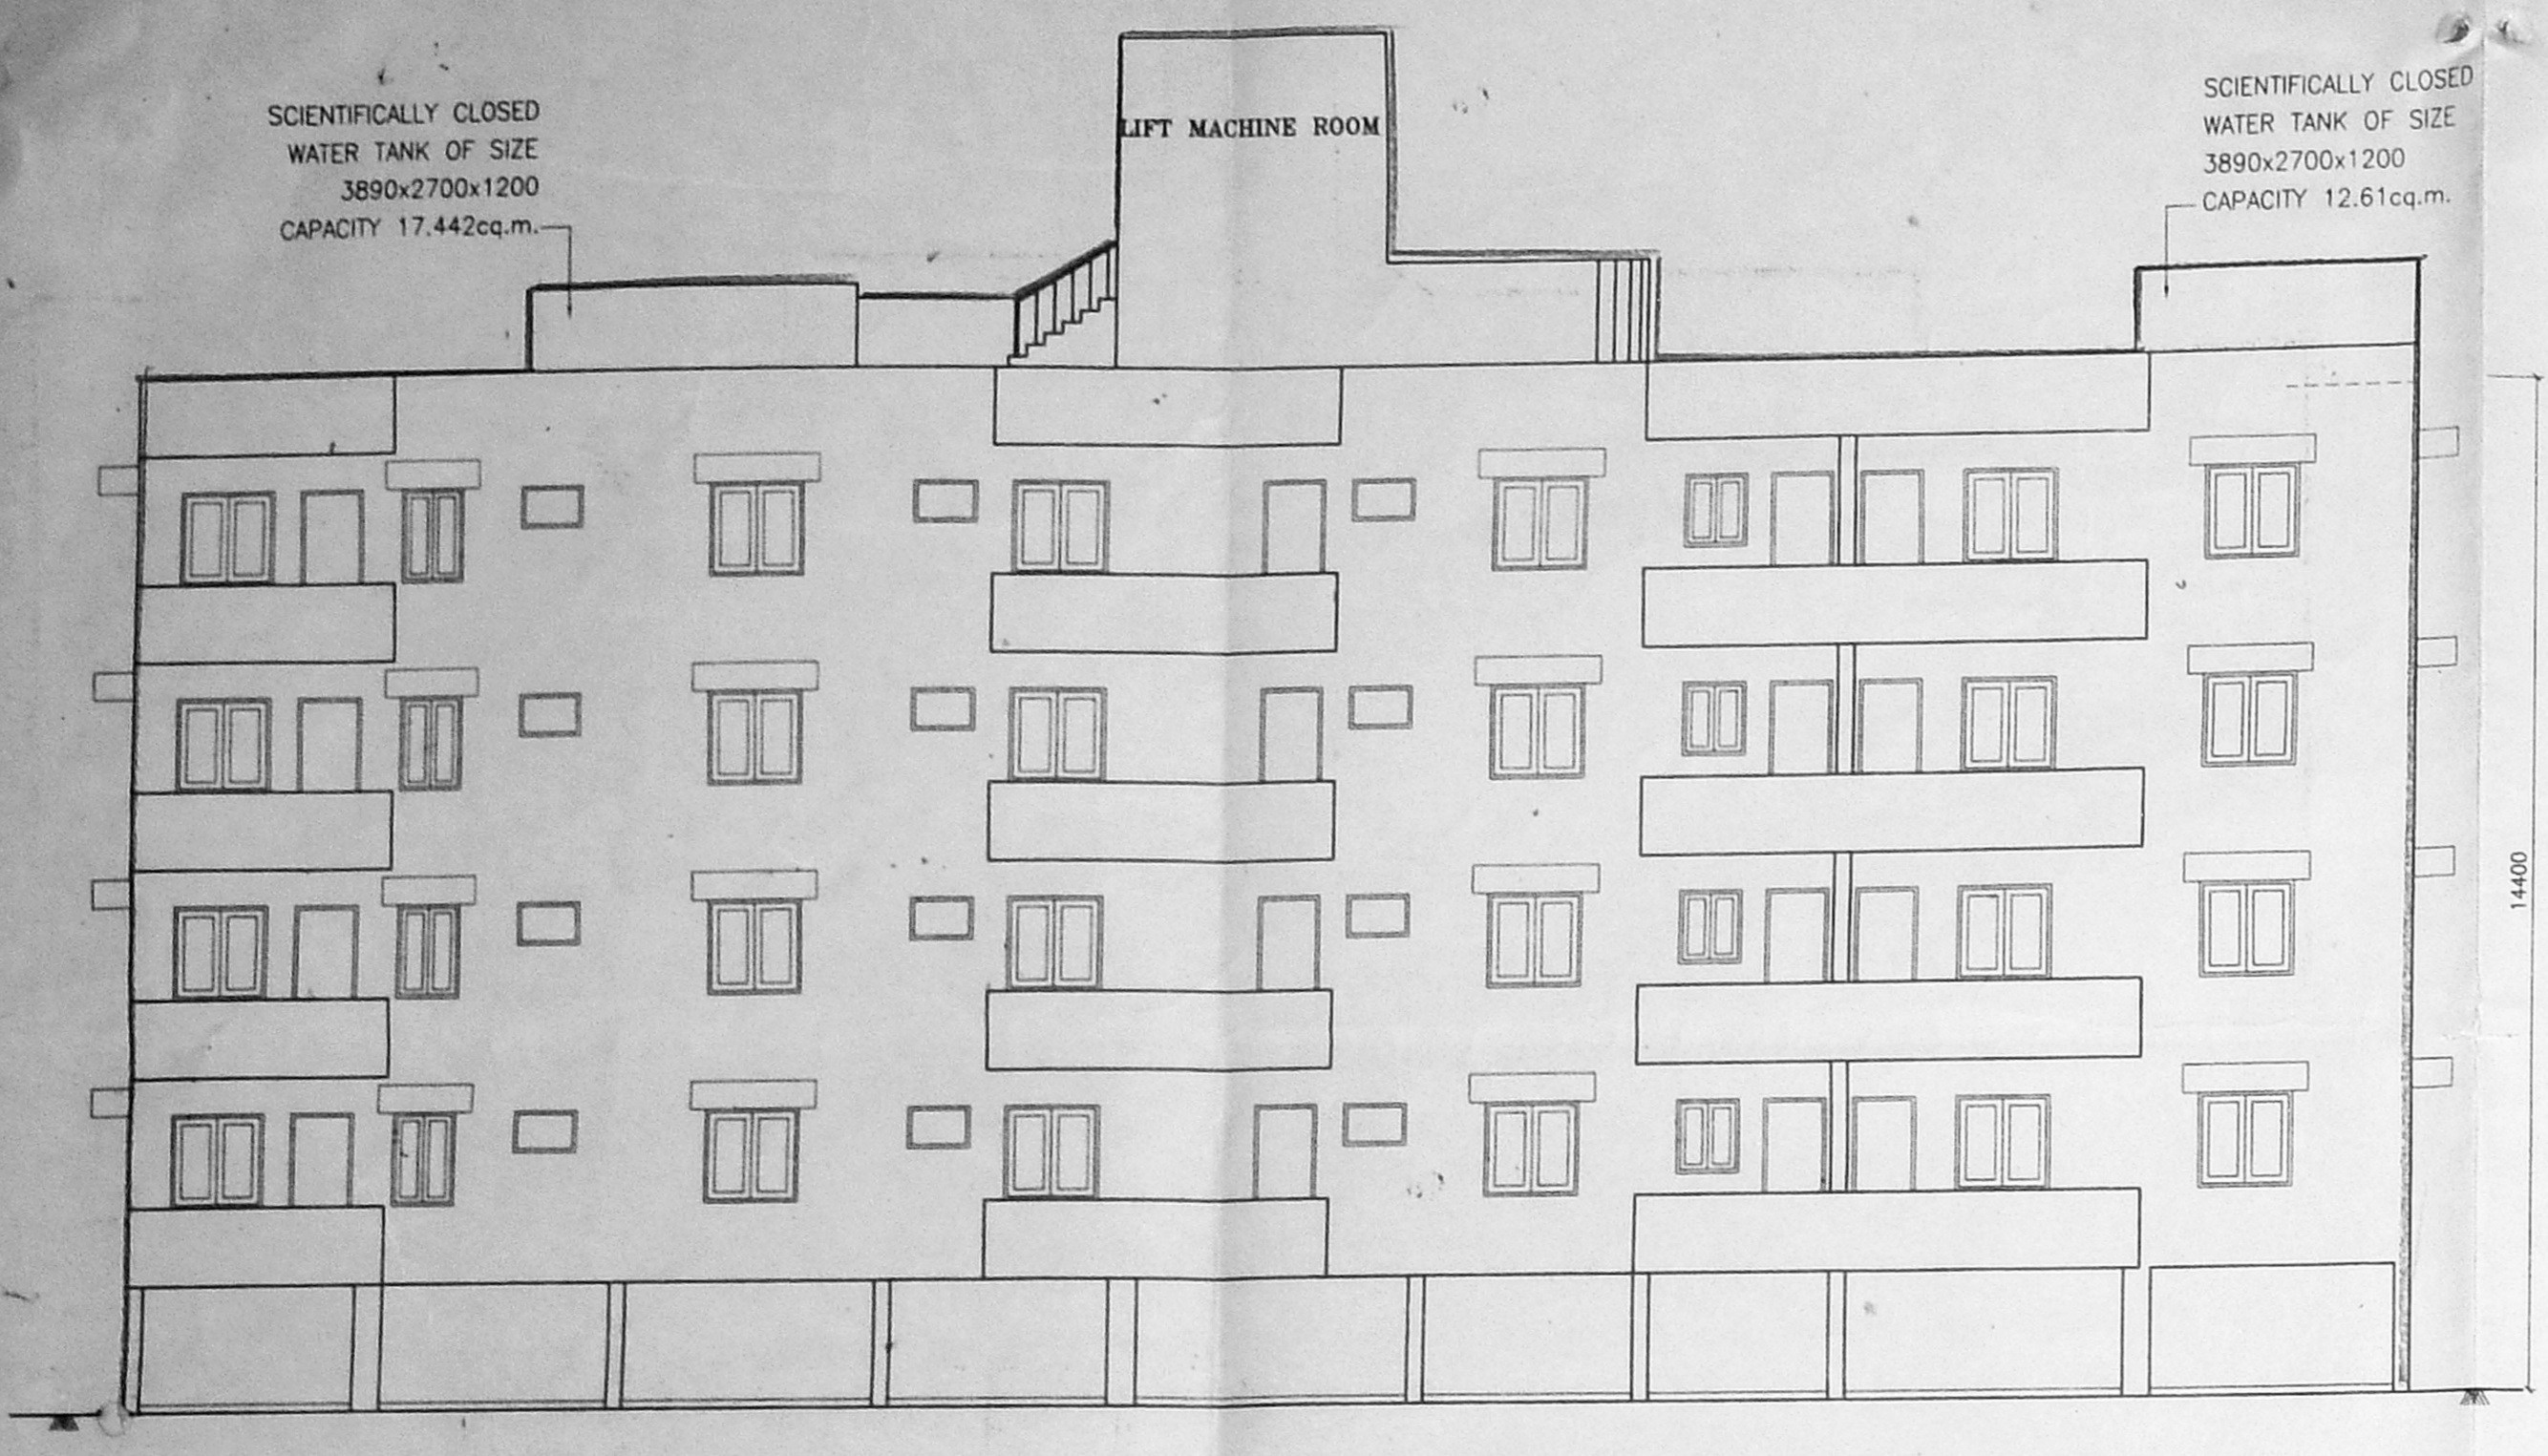 SCIENTIFICALLY CLOSED
WATER TANK OF SIZE
3890x2700x1200
CAPACITY 17.442cq.m.
LIFT MACHINE ROOM
SCIENTIFICALLY CLOSED
WATER TANK OF SIZE
3890x2700x1200
CAPACITY 12.61cq.m.
14400